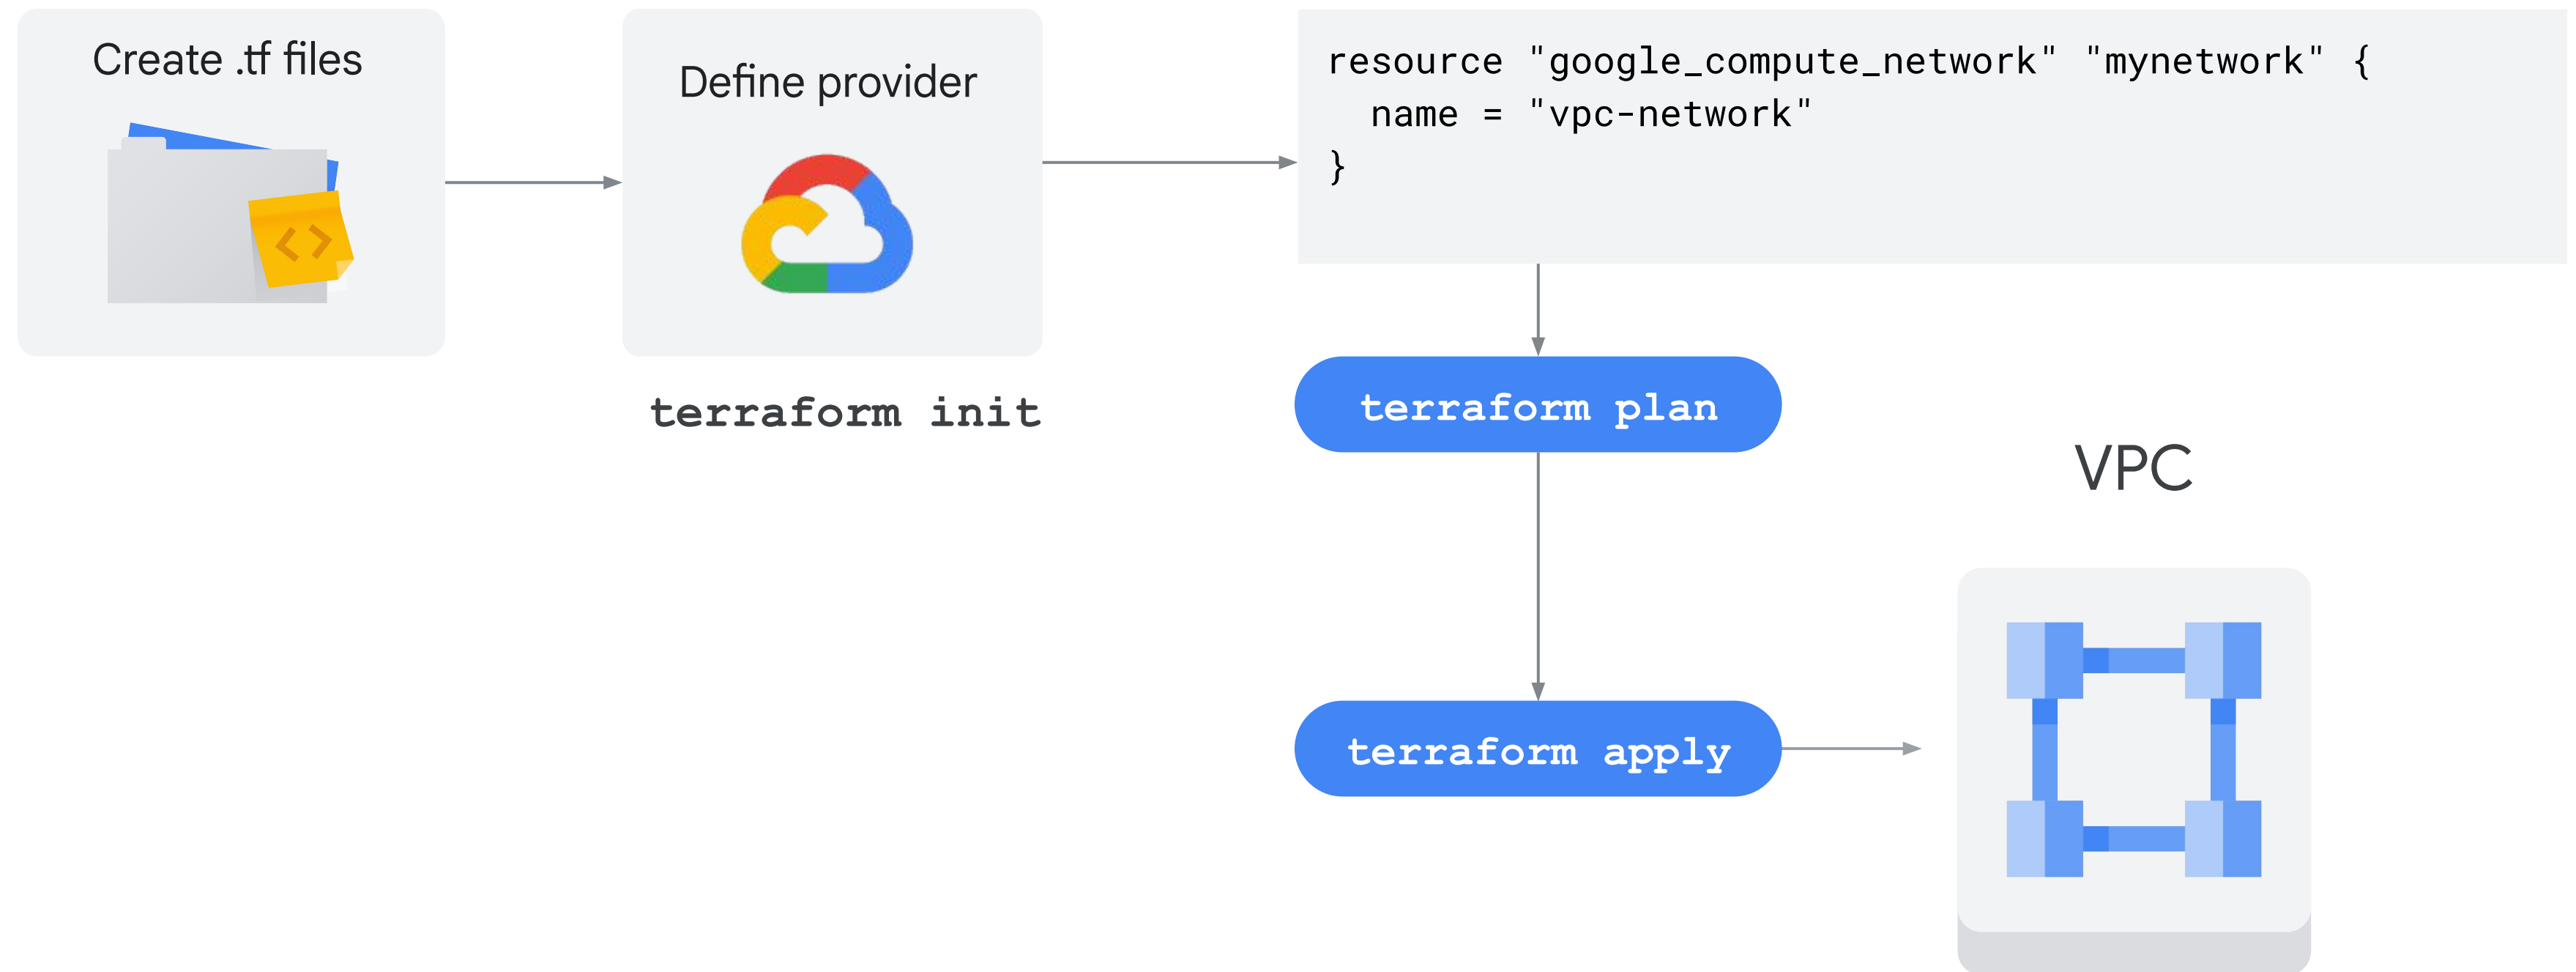 Create .tf files
Define provider
resource "google_compute_network" "mynetwork" {
  name = "vpc-network"
}
terraform init
terraform plan
VPC
terraform apply